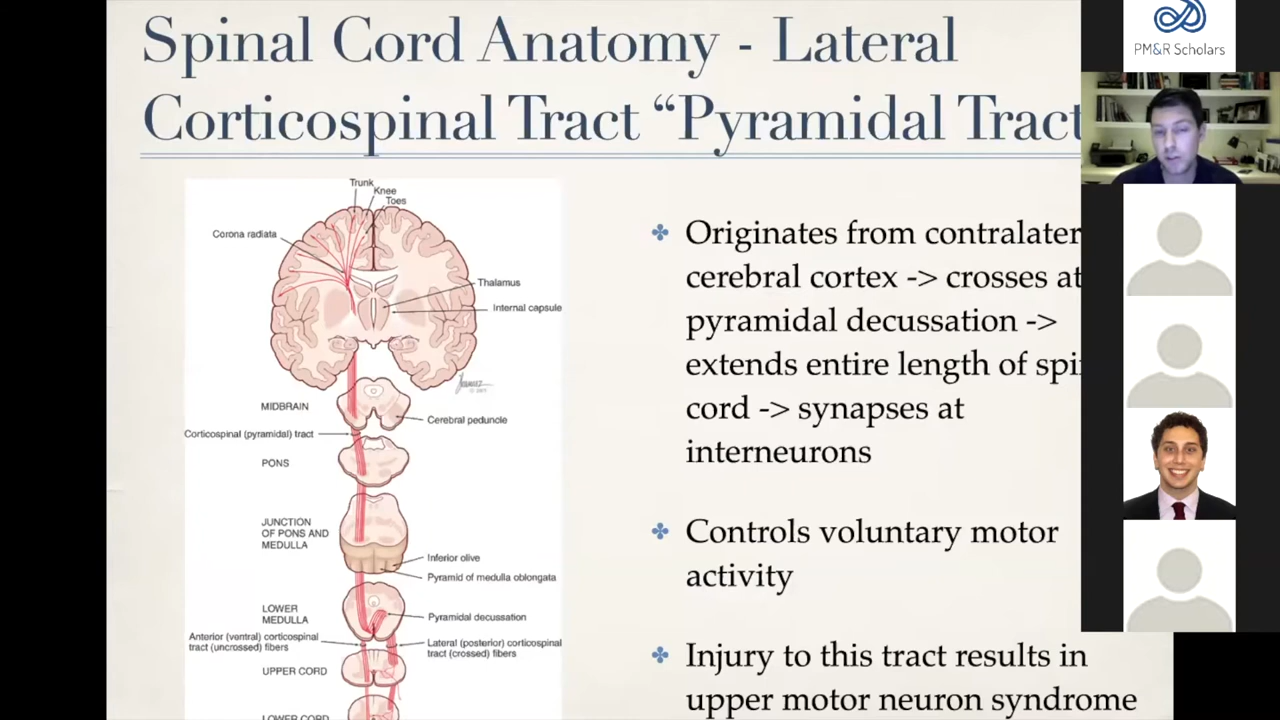 Spinal Cord Anatomy - Lateral
Corticospinal Tract “Pyramidal Tract
PM&R Scholars
Trunk
Knee
Toes
Corona radiata
Thalamus
Internal capsule
MIDBRAIN
Cerebral peduncle
Corticospinal (pyramidal) tract
PONS
JUNCTION
OF PONS AND
MEDULLA
Inferior olive
Pyramid of medulla oblongata
LOWER
MEDULLA
Pyramidal decussation
Anterior (ventral) corticospinal
tract (uncrossed) fibers
Lateral (posterior) corticospinal
tract (crossed) fibers
UPPER CORD
LOWER CORD
Originates from contralater
cerebral cortex -> crosses at
pyramidal decussation ->
extends entire length of spi
cord -> synapses at
interneurons
Controls voluntary motor
activity
Injury to this tract results in
upper motor neuron syndrome